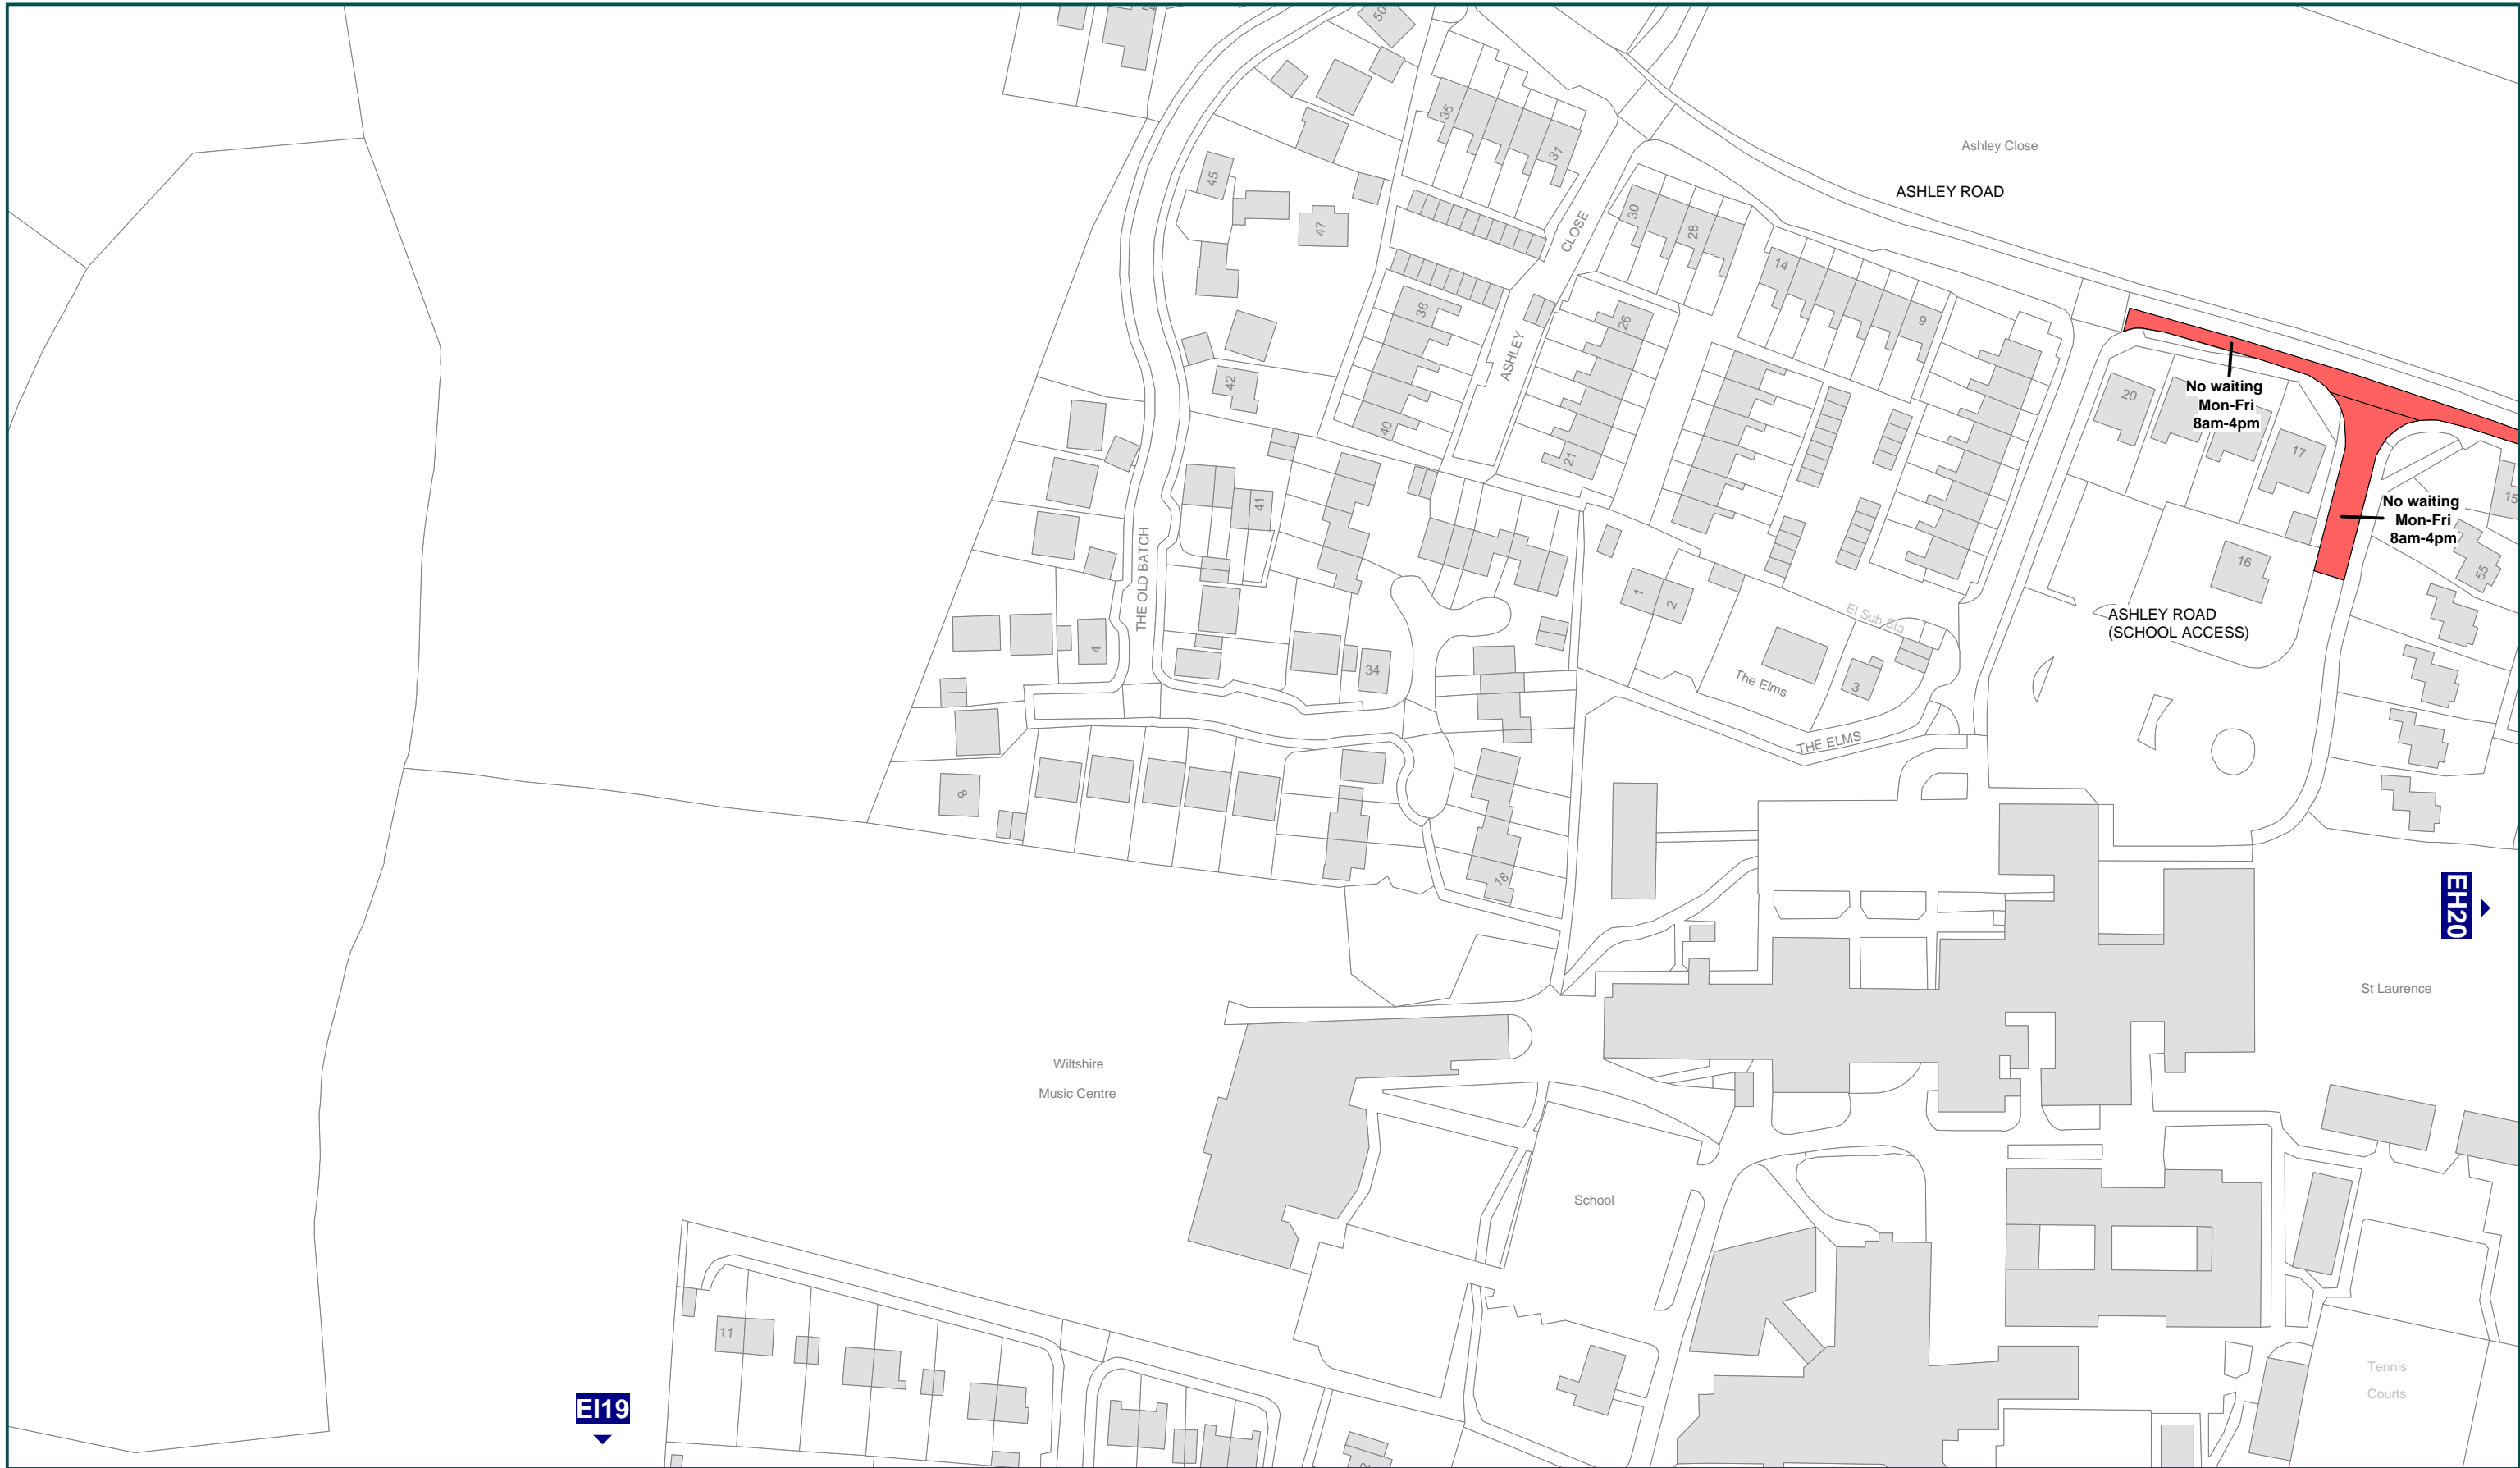 24
50
35
31
Ashley Close
ASHLEY ROAD
45
47
CLOSE
30
28
14
9
36
26
ASHLEY
42
40
21
20
17
No waiting
Mon-Fri
8am-4pm
15
No waiting
Mon-Fri
8am-4pm
41
THE OLD BATCH
1
2
16
55
El Sub Sta
ASHLEY ROAD
(SCHOOL ACCESS)
4
34
The Elms
3
THE ELMS
8
18
EH20
St Laurence
Wiltshire
Music Centre
School
11
Tennis
Courts
EI19